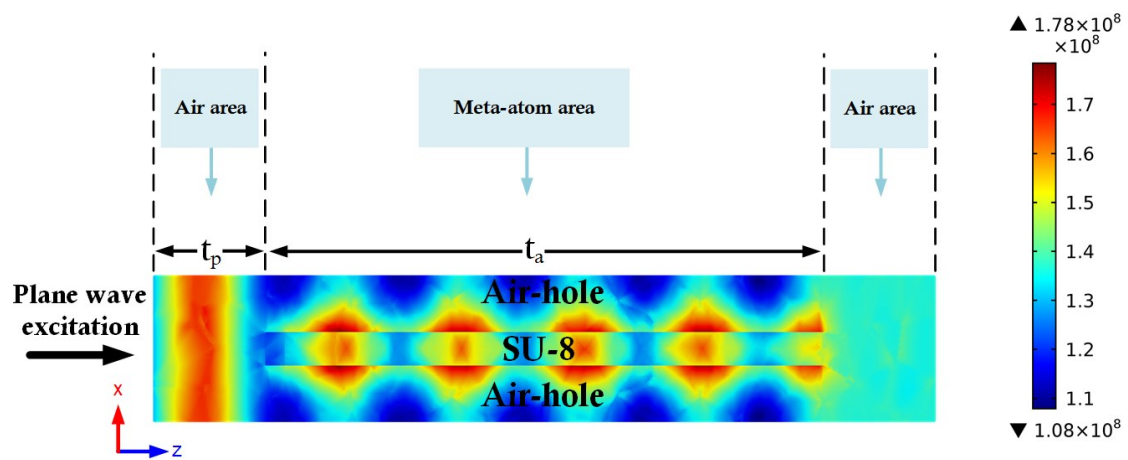 ▲ 1.78×10⁸
×10⁸
Air area
Meta-atom area
Air area
1.7
1.6
1.5
1.4
1.3
1.2
1.1
▼ 1.08×10⁸
tₚ
tₐ
Plane wave
excitation
Air-hole
SU-8
Air-hole
x
z